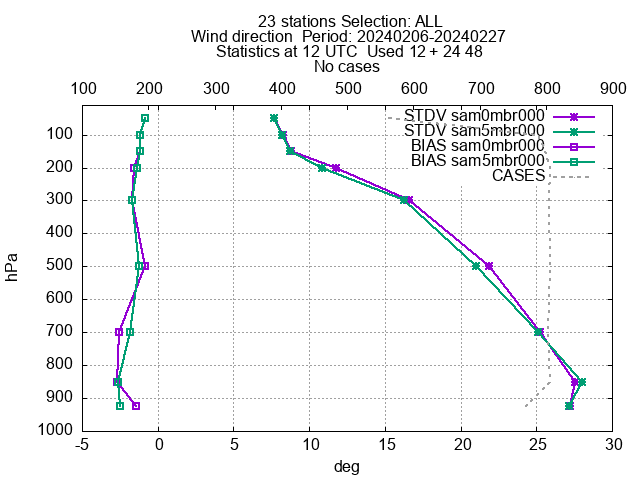 23 stations Selection: ALL
Wind direction  Period: 20240206-20240227
Statistics at 12 UTC  Used 12 + 24 48
No cases
100 200 300 400 500 600 700 800 900
STDV sam0mbr000
STDV sam5mbr000
BIAS sam0mbr000
BIAS sam5mbr000
CASES
100
200
300
400
500
600
700
800
900
1000
hPa
-5 0 5 10 15 20 25 30
deg